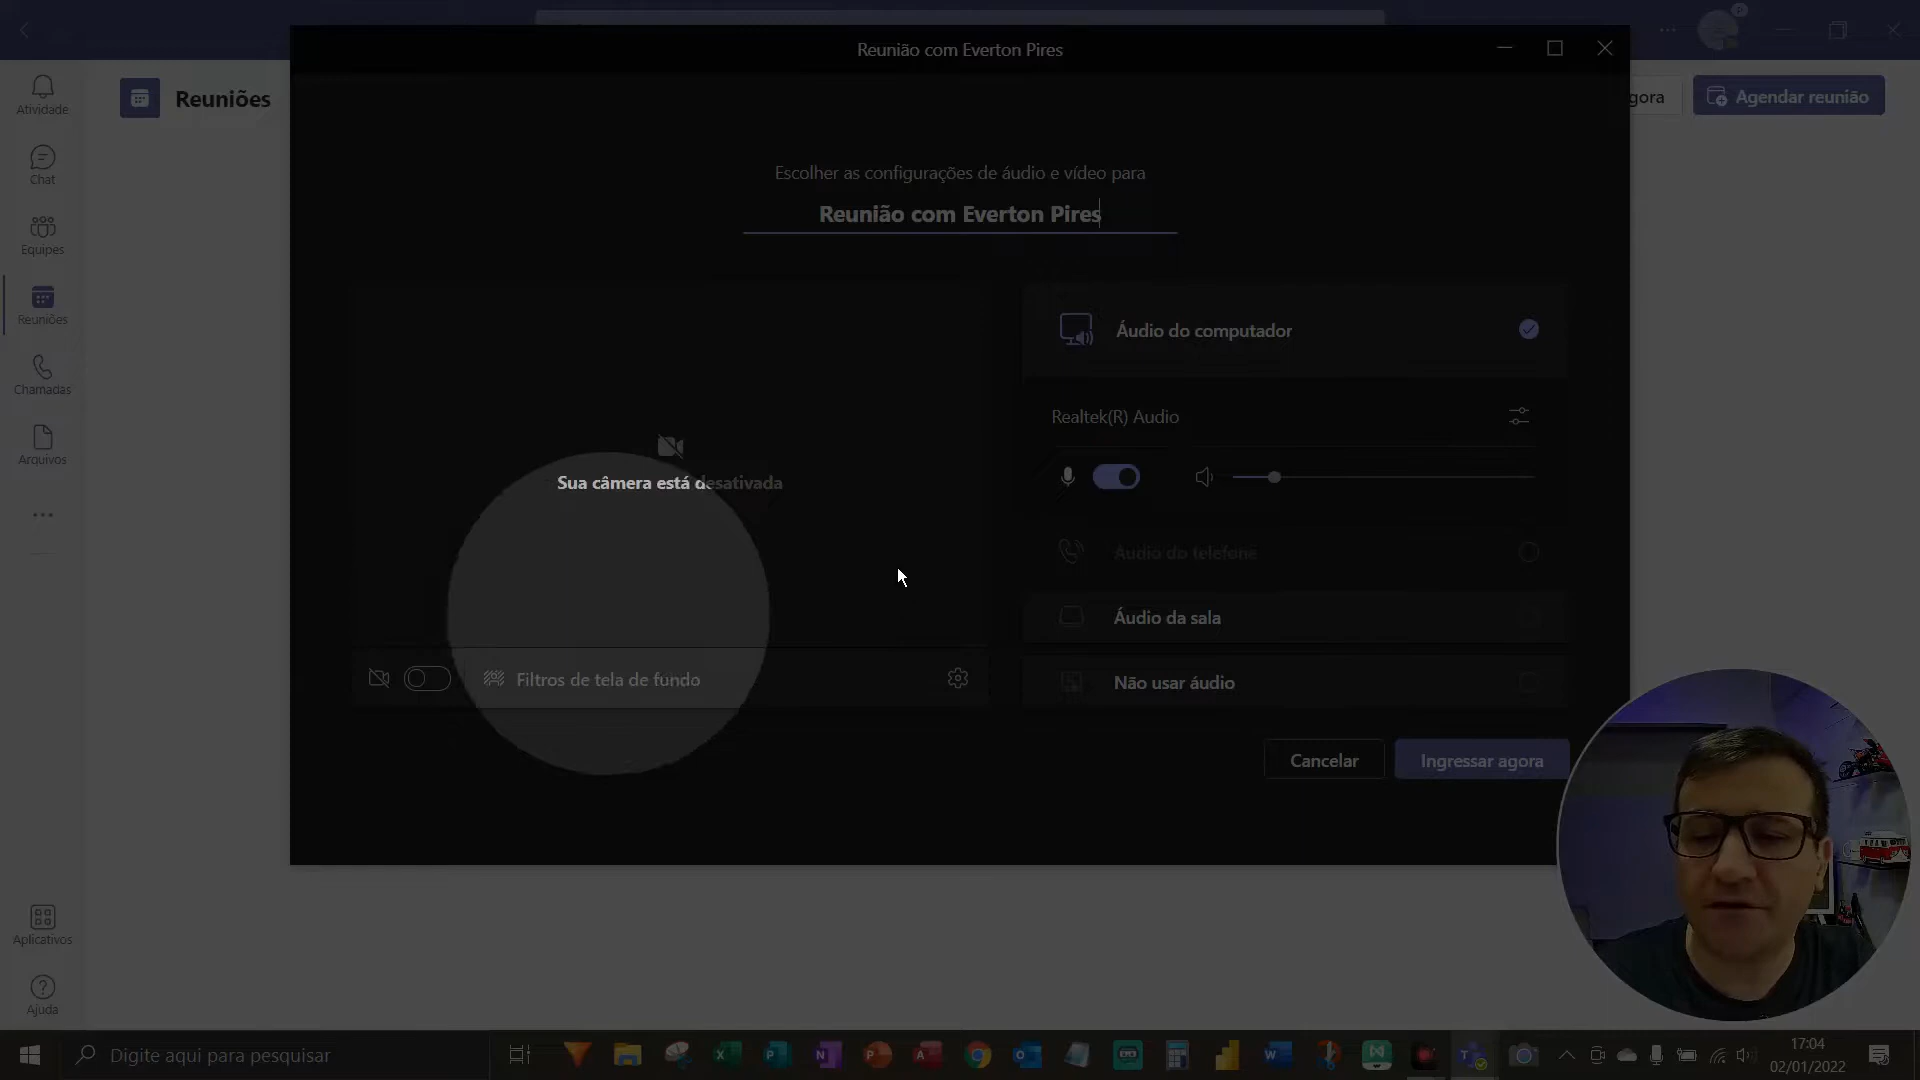 Reunião com Everton Pires
Atividade
Reuniões
gora
Agendar reunião
Chat
Escolher as configurações de áudio e vídeo para
Reunião com Everton Pires
Equipes
Reuniões
Áudio do computador
Chamadas
Realtek(R) Audio
Arquivos
Sua câmera está desativada
Áudio do telefone
Áudio da sala
Filtros de tela de fundo
Não usar áudio
Cancelar
Ingressar agora
Aplicativos
Ajuda
Digite aqui para pesquisar
17:04
02/01/2022